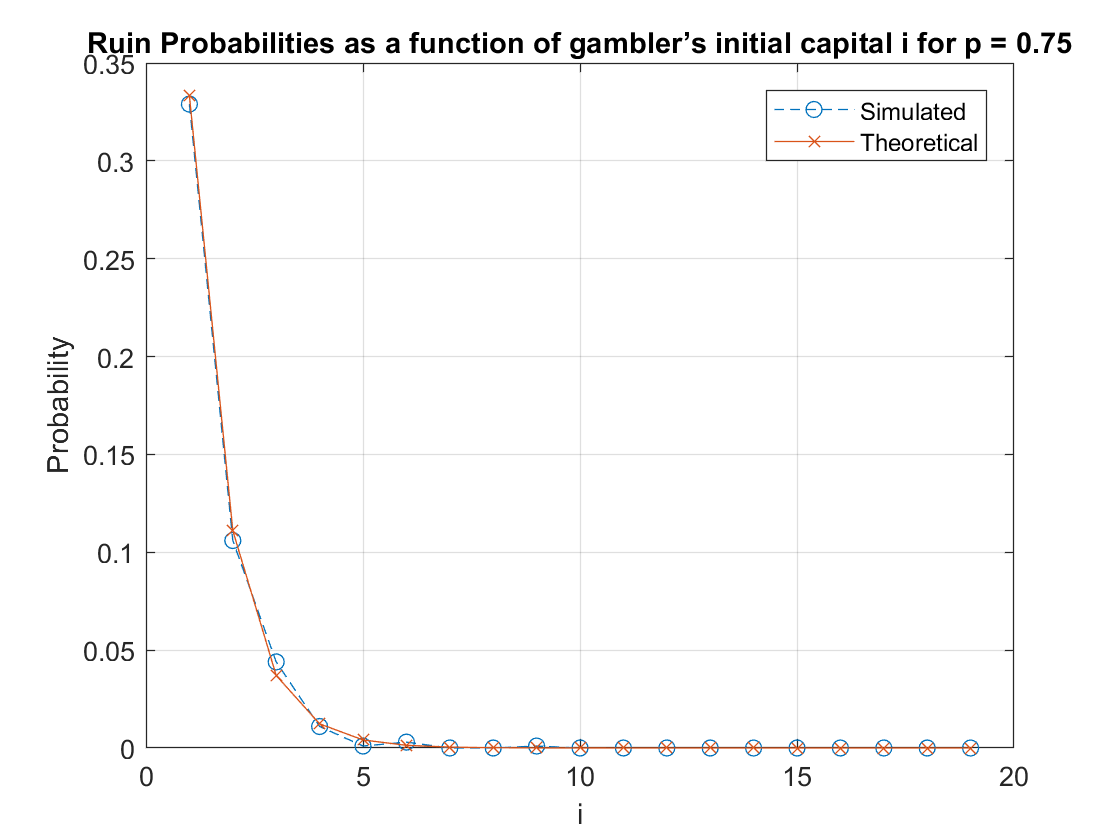 Ruin Probabilities as a function of gambler’s initial capital i for p = 0.75
0.35
0.3
0.25
0.2
0.15
0.1
0.05
0
Probability
Simulated
Theoretical
0 5 10 15 20
i